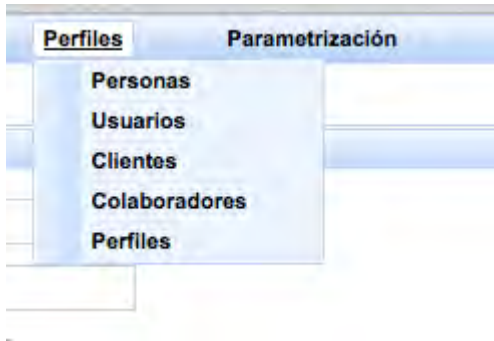 Perfiles Parametrización
Personas
Usuarios
Clientes
Colaboradores
Perfiles